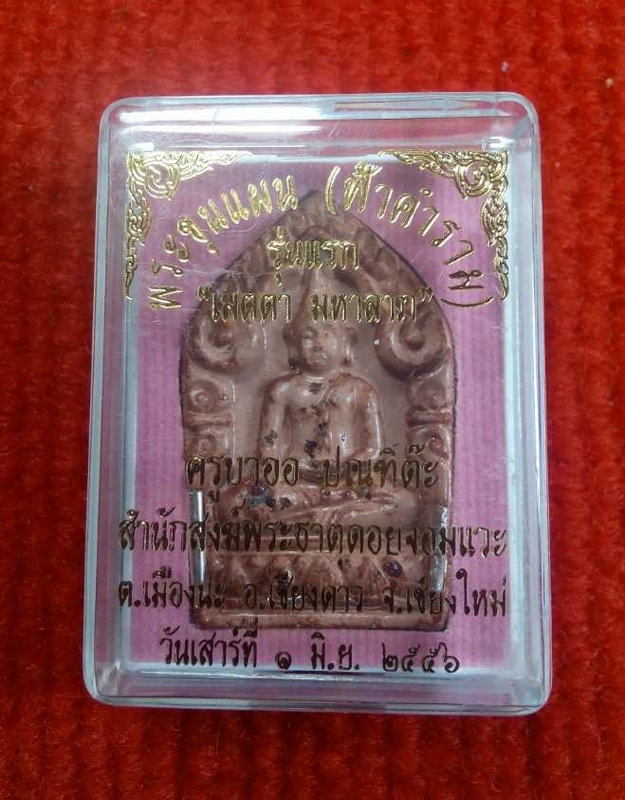 พระขุนแผน (ฟ้าคำราม)
รุ่นแรก
"เมตตา มหาลาภ"
ครูบาออ ปณฺฑิต๊ะ
สำนักสงฆ์พระธาตุดอยจอมแวะ
ต.เมืองนะ อ.เชียงดาว จ.เชียงใหม่
วันเสาร์ที่ ๑ มิ.ย. ๒๕๕๖